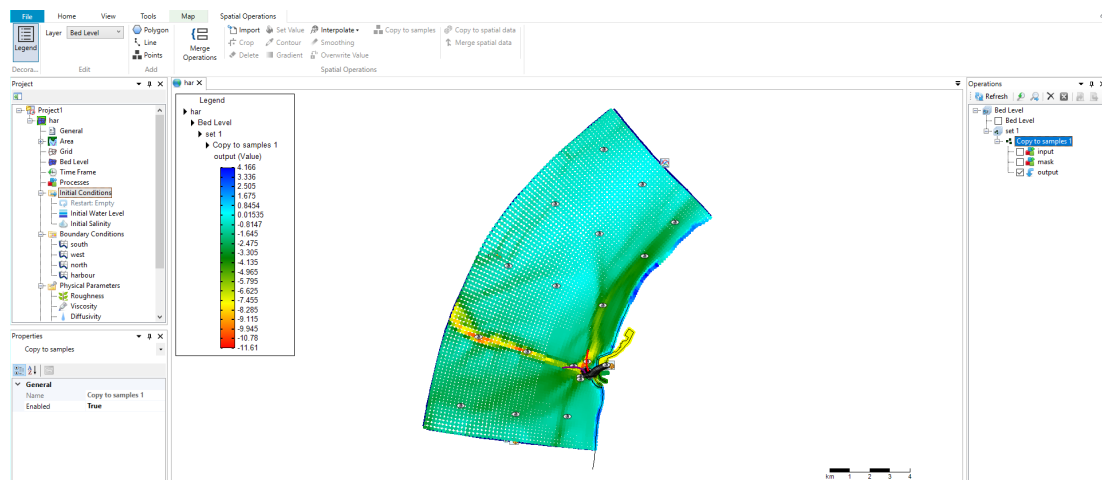 File Home View Tools Map Spatial Operations
Legend
Layer Bed Level
Polygon
Line
Points
Merge Operations
Import Set Value Interpolate Copy to samples Copy to spatial data
Crop Contour Smoothing Merge spatial data
Delete Gradient Overwrite Value
Decora... Edit Add Spatial Operations
Project
Project1
har
General
Area
Grid
Bed Level
Time Frame
Processes
Initial Conditions
Restart: Empty
Initial Water Level
Initial Salinity
Boundary Conditions
south
west
north
harbour
Physical Parameters
Roughness
Viscosity
Diffusivity
Properties
Copy to samples
General
Name Copy to samples 1
Enabled True
har
Legend
har
Bed Level
set 1
Copy to samples 1
output (Value)
4.166
3.336
2.505
1.675
0.8454
0.01535
-0.8147
-1.645
-2.475
-3.305
-4.135
-4.965
-5.795
-6.625
-7.455
-8.285
-9.115
-9.945
-10.78
-11.61
km 1 2 3 4
Operations
Refresh
Bed Level
Bed Level
set 1
Copy to samples 1
input
mask
output